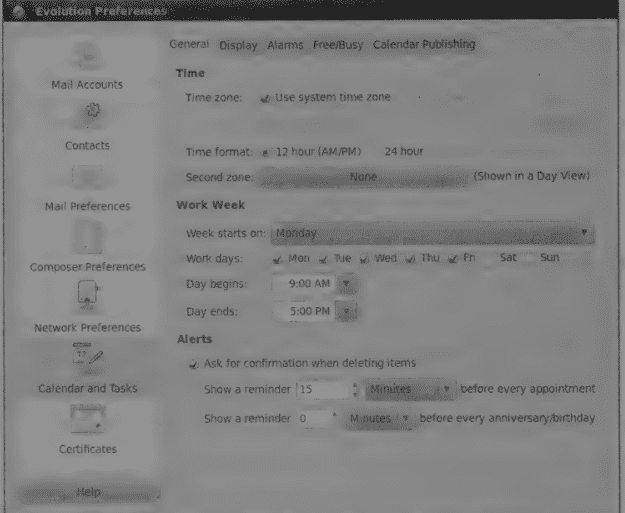 Evolution Preferences
General Display Alarms Free/Busy Calendar Publishing
Mail Accounts
Contacts
Mail Preferences
Composer Preferences
Network Preferences
Calendar and Tasks
Certificates
Help
Time
Time zone: Use system time zone
Time format: 12 hour (AM/PM) 24 hour
Second zone: None (Shown in a Day View)
Work Week
Week starts on: Monday
Work days: Mon Tue Wed Thu Fri Sat Sun
Day begins: 9:00 AM
Day ends: 5:00 PM
Alerts
Ask for confirmation when deleting items
Show a reminder 15 Minutes before every appointment
Show a reminder 0 Minutes before every anniversary/birthday